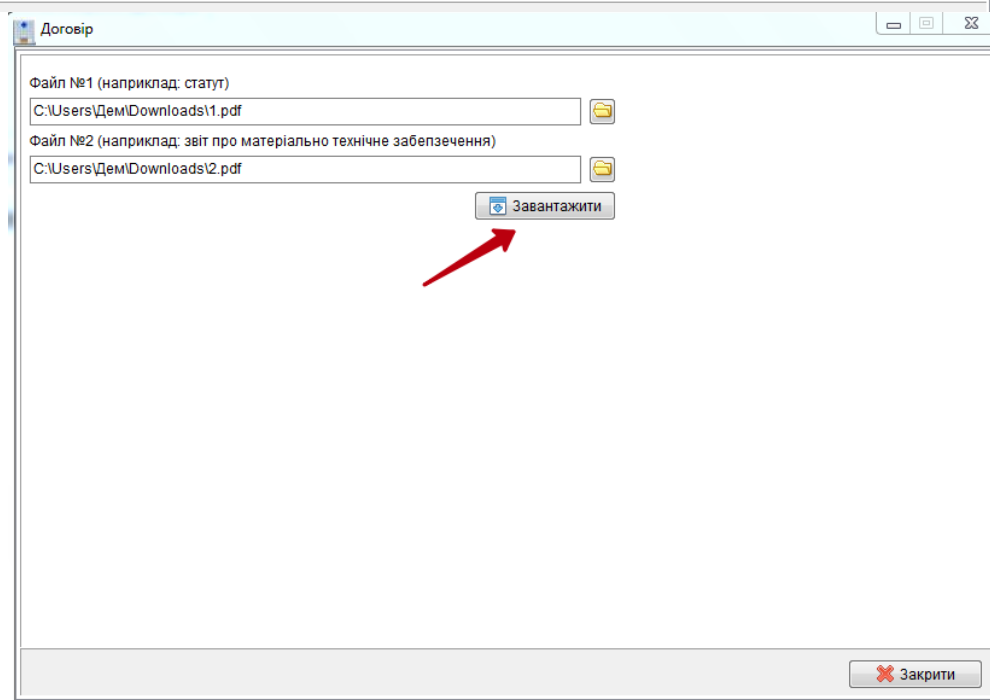 Договір
Файл №1 (наприклад: статут)
C:\Users\Дем\Downloads\1.pdf
Файл №2 (наприклад: звіт про матеріально технічне забепзечення)
C:\Users\Дем\Downloads\2.pdf
Завантажити
Закрити